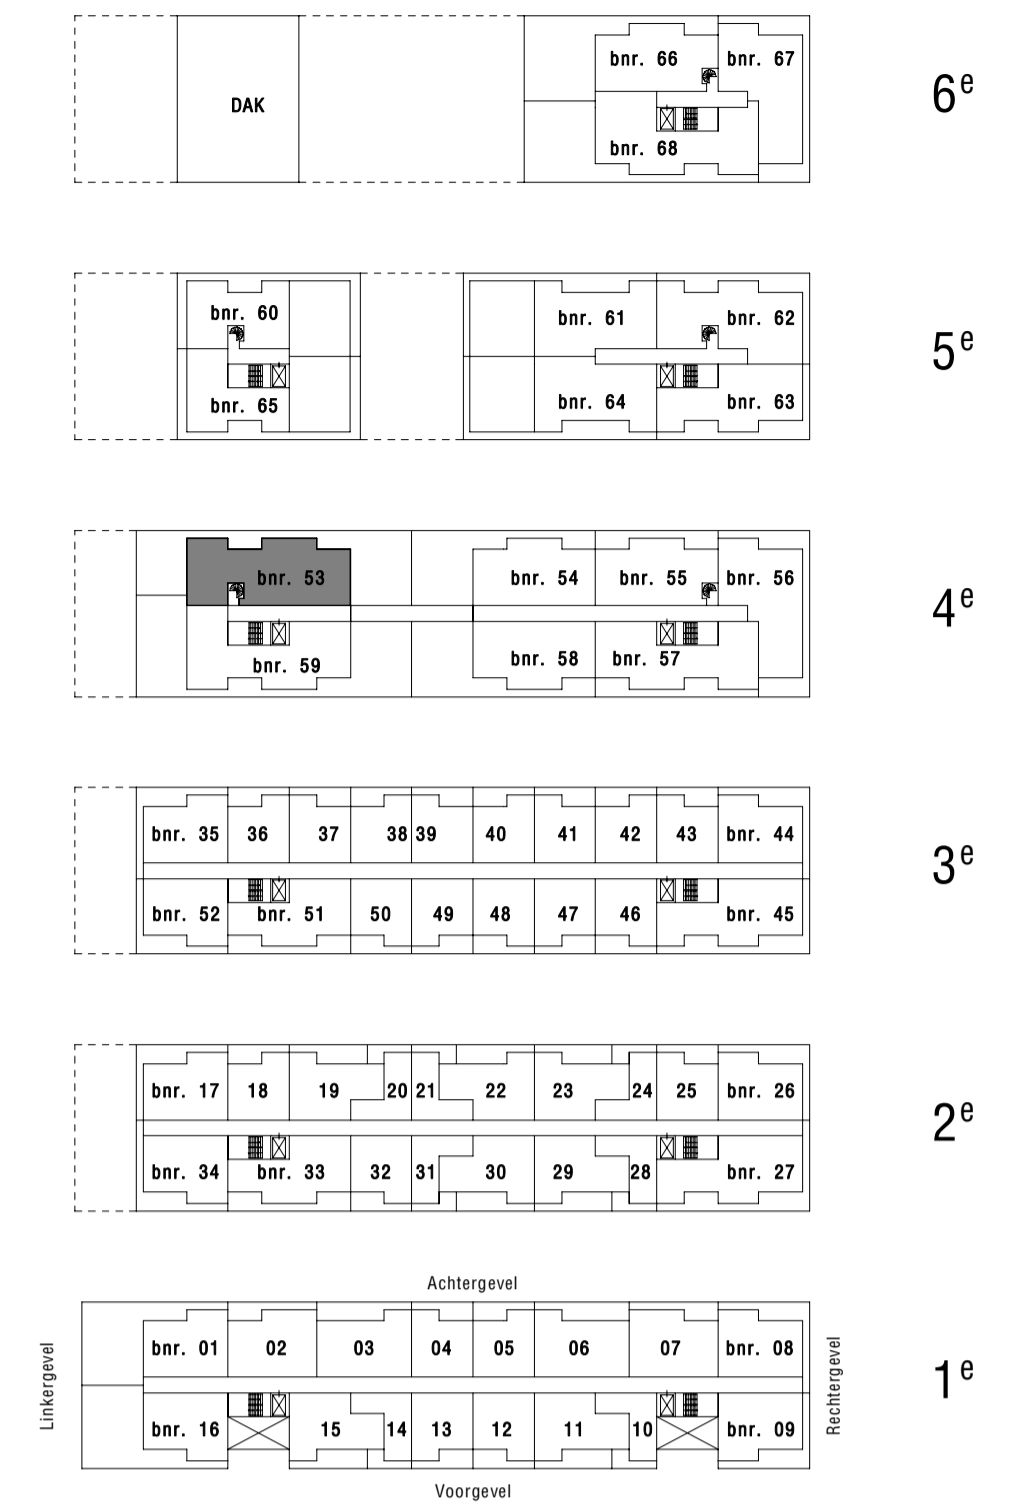 bnr. 66 bnr. 67
DAK 6e
bnr. 68
bnr. 60 bnr. 61 bnr. 62
5e
bnr. 65 bnr. 64 bnr. 63
bnr. 53 bnr. 54 bnr. 55 bnr. 56
4e
bnr. 59 bnr. 58 bnr. 57
bnr. 35 36 37 38 39 40 41 42 43 bnr. 44
3e
bnr. 52 bnr. 51 50 49 48 47 46 bnr. 45
bnr. 17 18 19 20 21 22 23 24 25 bnr. 26
2e
bnr. 34 bnr. 33 32 31 30 29 28 bnr. 27
Achtergevel
bnr. 01 02 03 04 05 06 07 bnr. 08
Linkergevel Rechtergevel 1e
bnr. 16 15 14 13 12 11 10 bnr. 09
Voorgevel